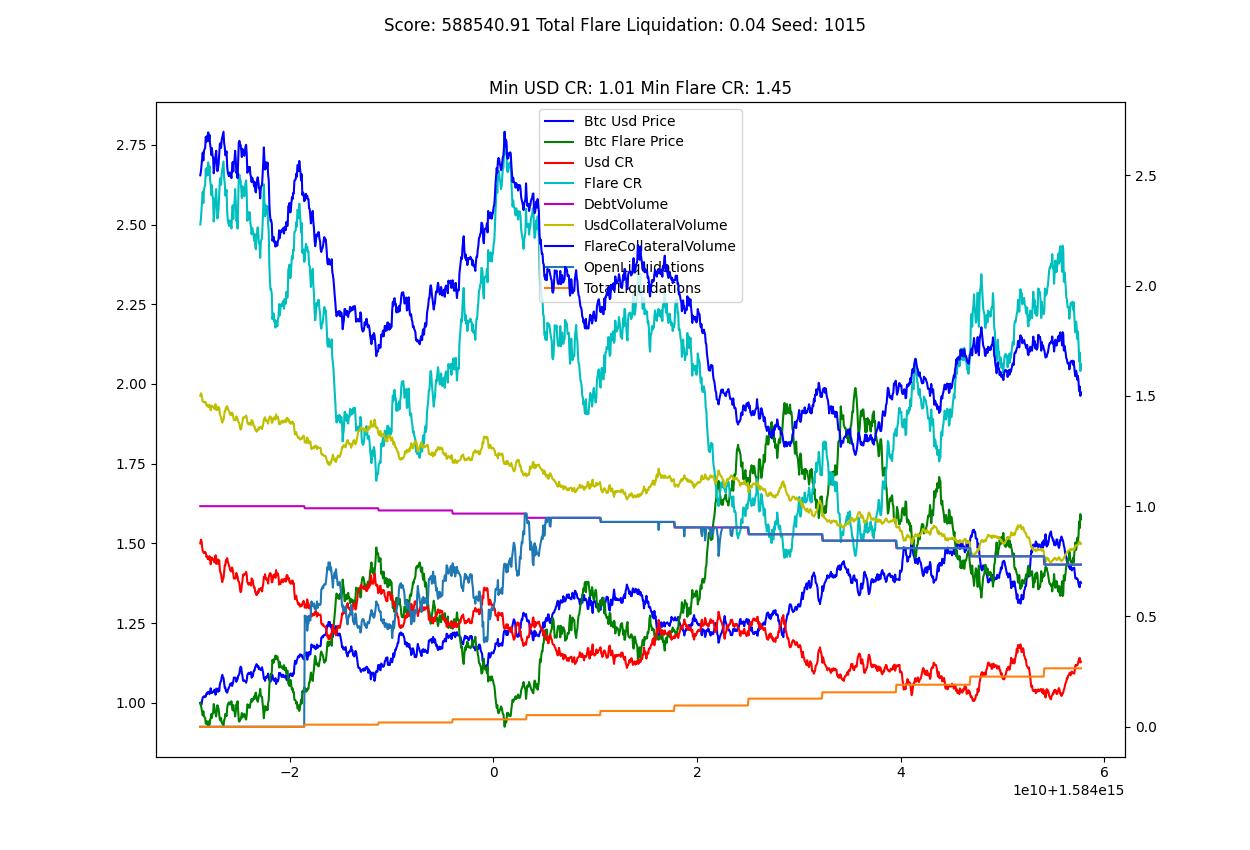 Score: 588540.91 Total Flare Liquidation: 0.04 Seed: 1015
Min USD CR: 1.01 Min Flare CR: 1.45
Btc Usd Price
Btc Flare Price
Usd CR
Flare CR
DebtVolume
UsdCollateralVolume
FlareCollateralVolume
OpenLiquidations
TotalLiquidations
2.75
2.50
2.25
2.00
1.75
1.50
1.25
1.00
2.5
2.0
1.5
1.0
0.5
0.0
−2 0 2 4 6
1e10+1.584e15